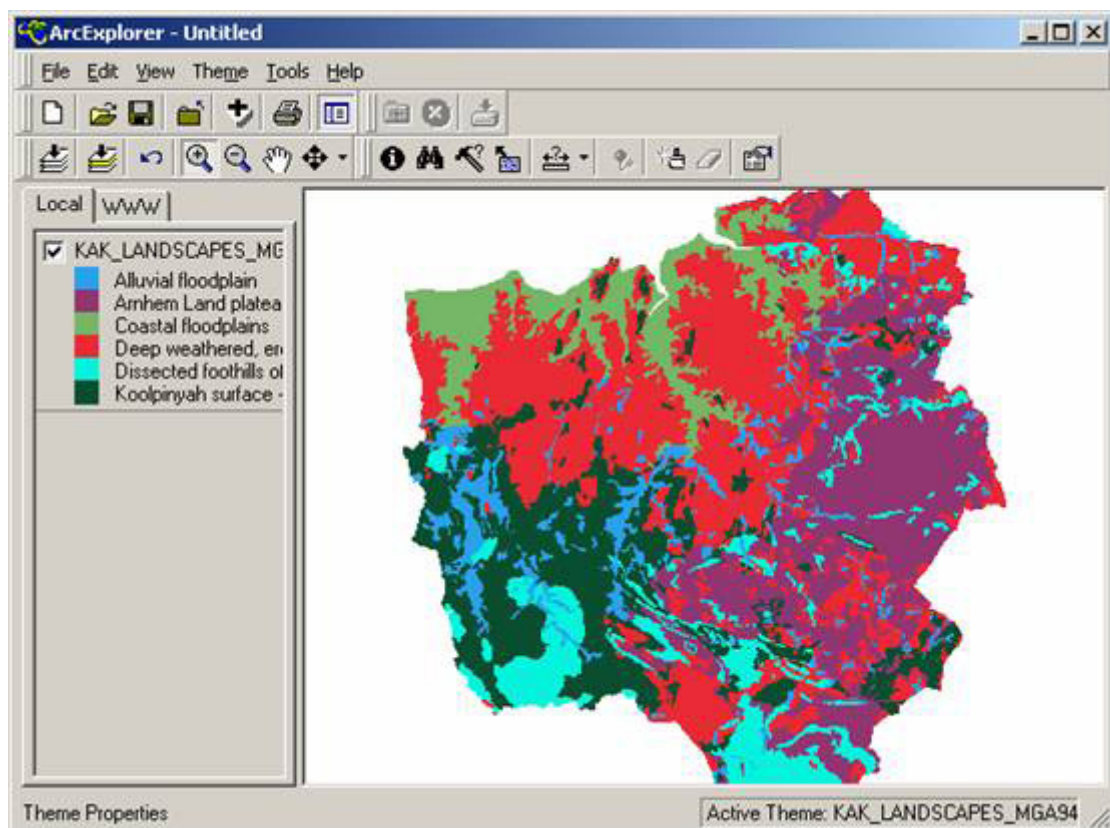 ArcExplorer - Untitled
File Edit View Theme Tools Help
Local WWW
KAK_LANDSCAPES_MG
Alluvial floodplain
Arnhem Land platea
Coastal floodplains
Deep weathered, er
Dissected foothills of
Koolpinyah surface -
Theme Properties
Active Theme: KAK_LANDSCAPES_MGA94